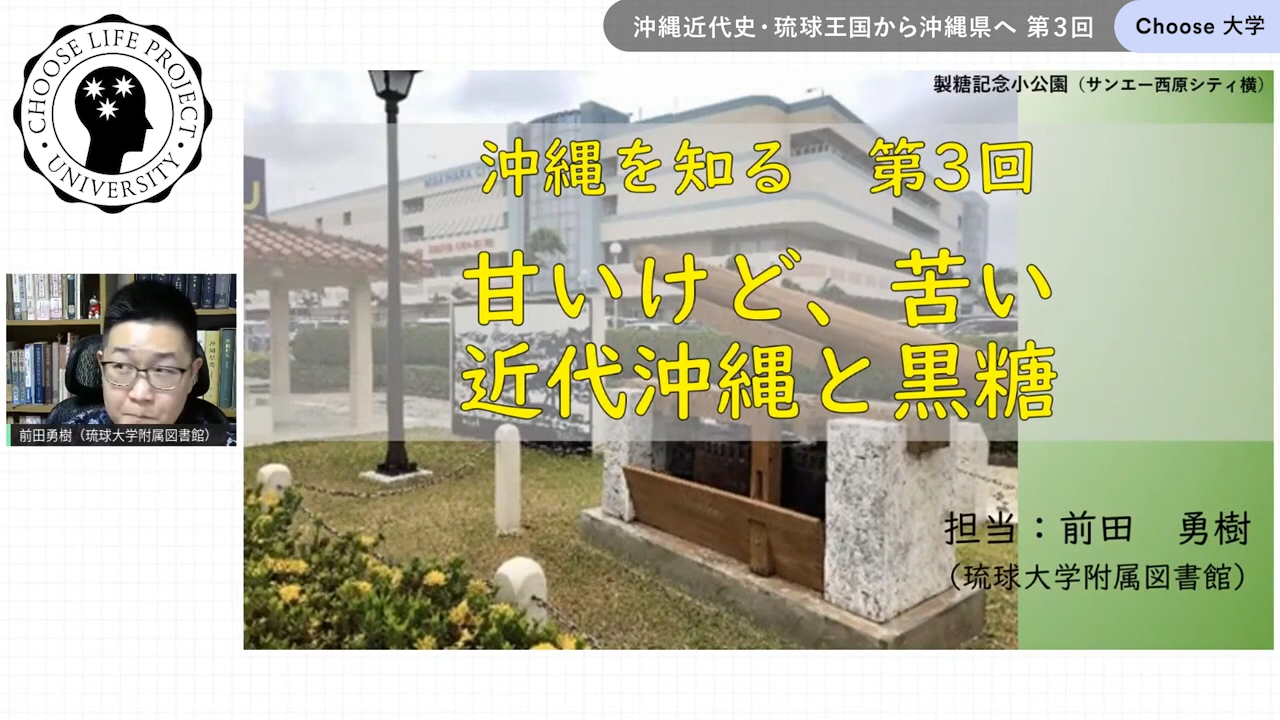 沖縄近代史・琉球王国から沖縄県へ 第3回
Choose 大学
CHOOSE LIFE PROJECT
・UNIVERSITY・
製糖記念小公園（サンエー西原シティ横）
沖縄を知る　第3回
甘いけど、苦い
近代沖縄と黒糖
担当：前田　勇樹
（琉球大学附属図書館）
前田勇樹（琉球大学附属図書館）